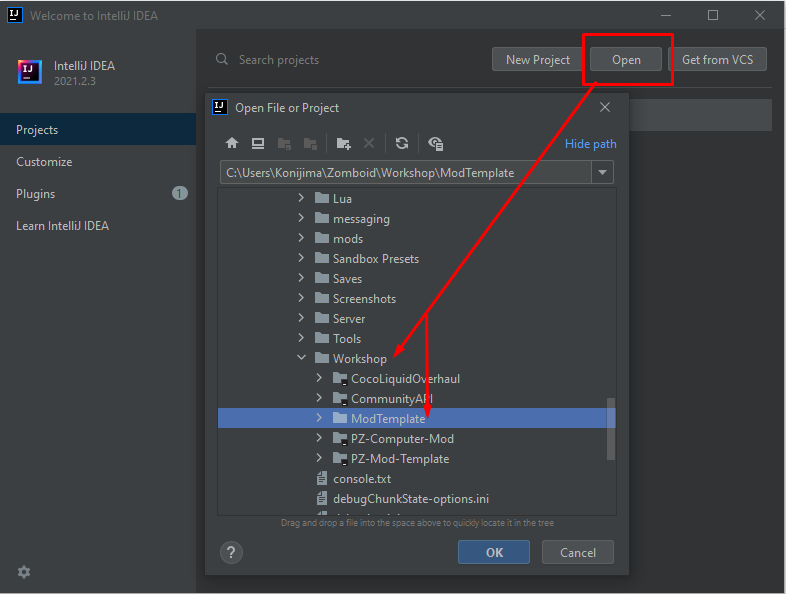 Welcome to IntelliJ IDEA
IntelliJ IDEA
2021.2.3
Projects
Customize
Plugins
1
Learn IntelliJ IDEA
Search projects
New Project
Open
Get from VCS
Open File or Project
Hide path
C:\Users\Konijima\Zomboid\Workshop\ModTemplate
Lua
messaging
mods
Sandbox Presets
Saves
Screenshots
Server
Tools
Workshop
CocoLiquidOverhaul
CommunityAPI
ModTemplate
PZ-Computer-Mod
PZ-Mod-Template
console.txt
debugChunkState-options.ini
Drag and drop a file into the space above to quickly locate it in the tree
?
OK
Cancel